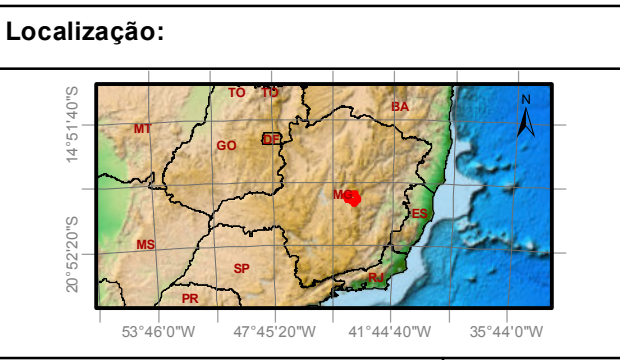 Localização:
TO TO
BA
N
MT
GO
DF
MG
ES
MS
SP
RJ
PR
14°51'40"S
20°52'20"S
53°46'0"W 47°45'20"W 41°44'40"W 35°44'0"W